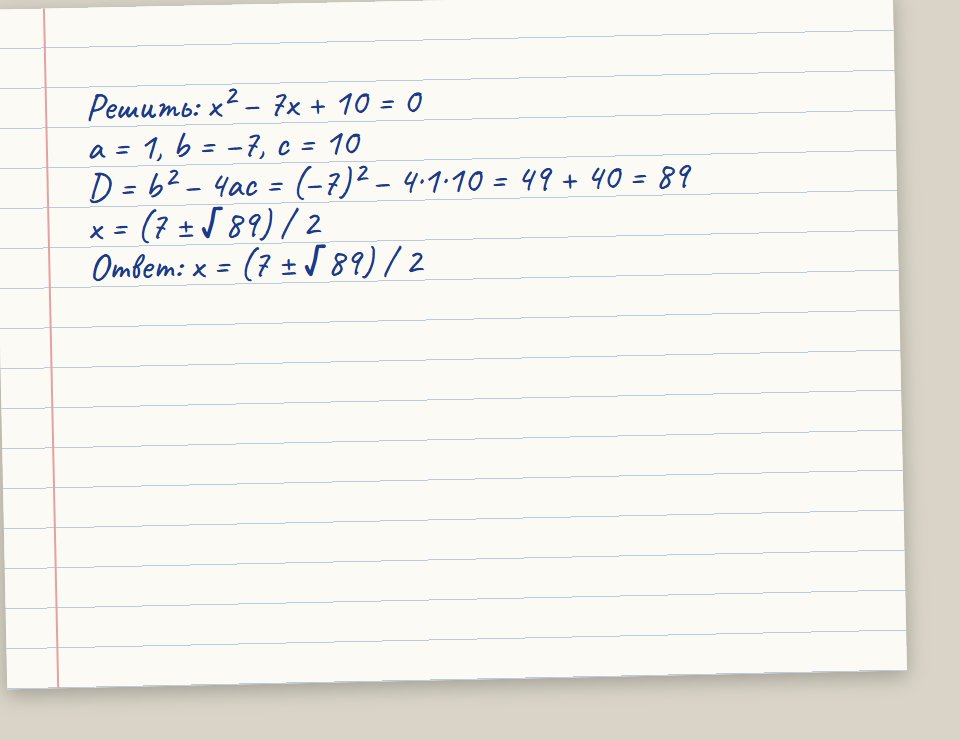 Решить: x² − 7x + 10 = 0
a = 1, b = −7, c = 10
D = b² − 4ac = (−7)² − 4·1·10 = 49 + 40 = 89
x = (7 ± √89) / 2
Ответ: x = (7 ± √89) / 2